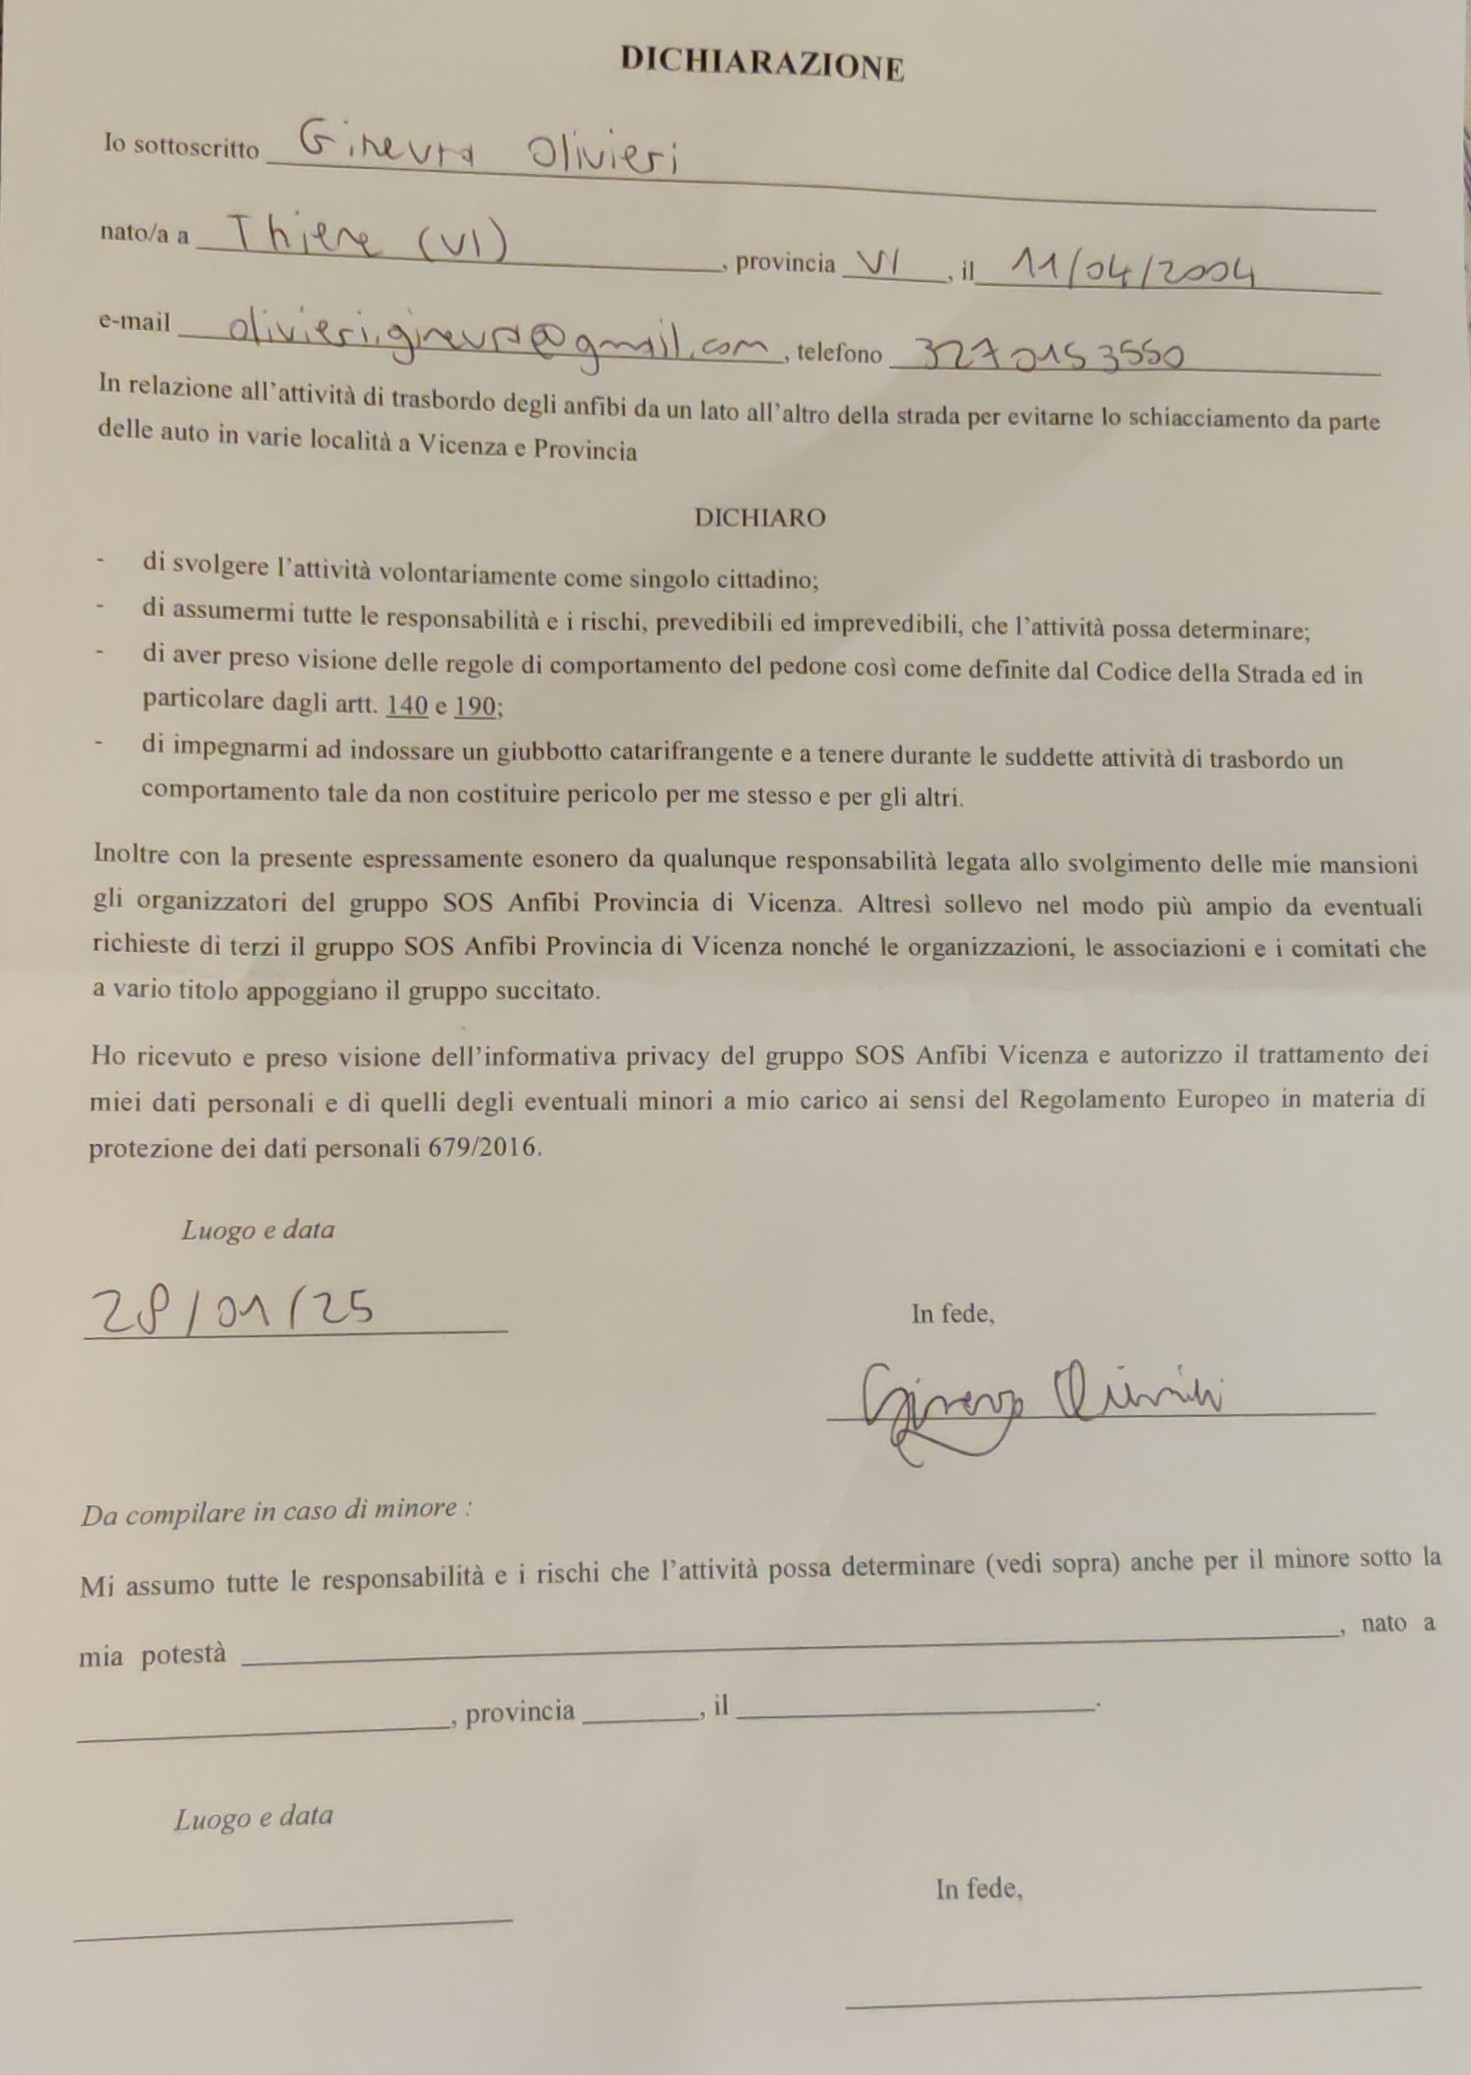 DICHIARAZIONE
Io sottoscritto Ginevra Olivieri
nato/a a Thiene (VI), provincia VI, il 11/04/2004
e-mail olivieri.ginevra@gmail.com, telefono 3270153550
In relazione all'attività di trasbordo degli anfibi da un lato all'altro della strada per evitarne lo schiacciamento da parte
delle auto in varie località a Vicenza e Provincia
DICHIARO
- di svolgere l'attività volontariamente come singolo cittadino;
- di assumermi tutte le responsabilità e i rischi, prevedibili ed imprevedibili, che l'attività possa determinare;
- di aver preso visione delle regole di comportamento del pedone così come definite dal Codice della Strada ed in
particolare dagli artt. 140 e 190;
- di impegnarmi ad indossare un giubbotto catarifrangente e a tenere durante le suddette attività di trasbordo un
comportamento tale da non costituire pericolo per me stesso e per gli altri.
Inoltre con la presente espressamente esonero da qualunque responsabilità legata allo svolgimento delle mie mansioni
gli organizzatori del gruppo SOS Anfibi Provincia di Vicenza. Altresì sollevo nel modo più ampio da eventuali
richieste di terzi il gruppo SOS Anfibi Provincia di Vicenza nonché le organizzazioni, le associazioni e i comitati che
a vario titolo appoggiano il gruppo succitato.
Ho ricevuto e preso visione dell'informativa privacy del gruppo SOS Anfibi Vicenza e autorizzo il trattamento dei
miei dati personali e di quelli degli eventuali minori a mio carico ai sensi del Regolamento Europeo in materia di
protezione dei dati personali 679/2016.
Luogo e data
28/01/25
In fede,
Ginevra Olivieri
Da compilare in caso di minore :
Mi assumo tutte le responsabilità e i rischi che l'attività possa determinare (vedi sopra) anche per il minore sotto la
mia potestà , nato a
, provincia , il .
Luogo e data
In fede,